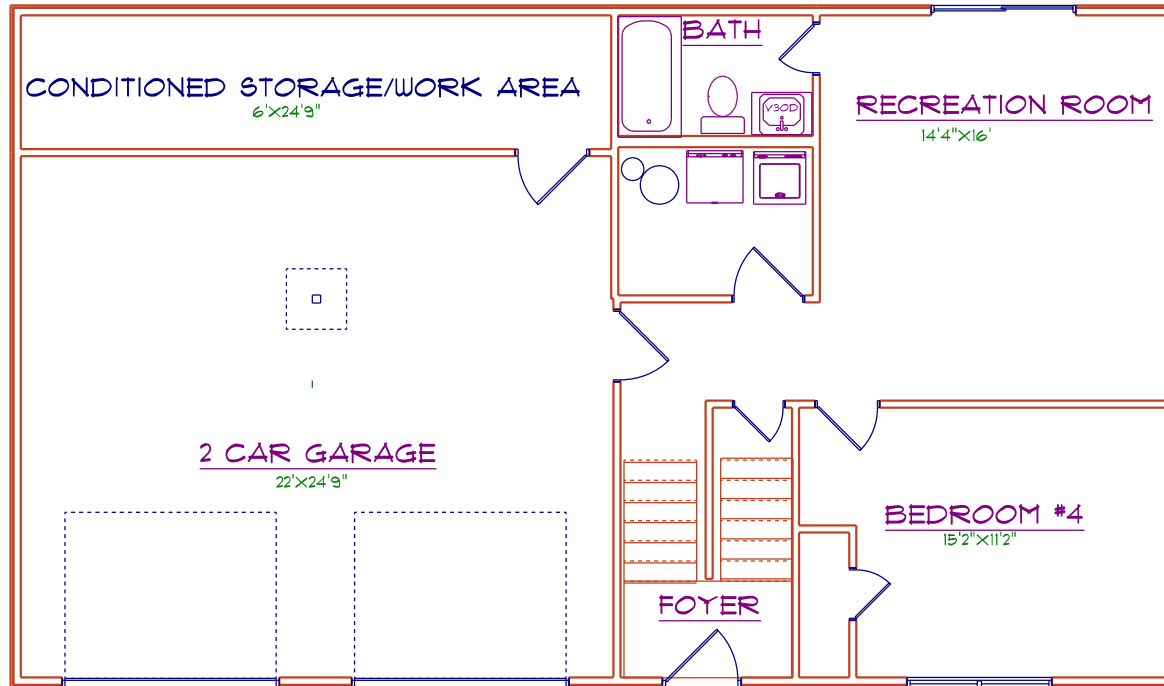 BATH
CONDITIONED STORAGE/WORK AREA
6'X24'9"
V30D
RECREATION ROOM
14'4"X16'
2 CAR GARAGE
22'X24'9"
BEDROOM #4
15'2"X11'2"
FOYER